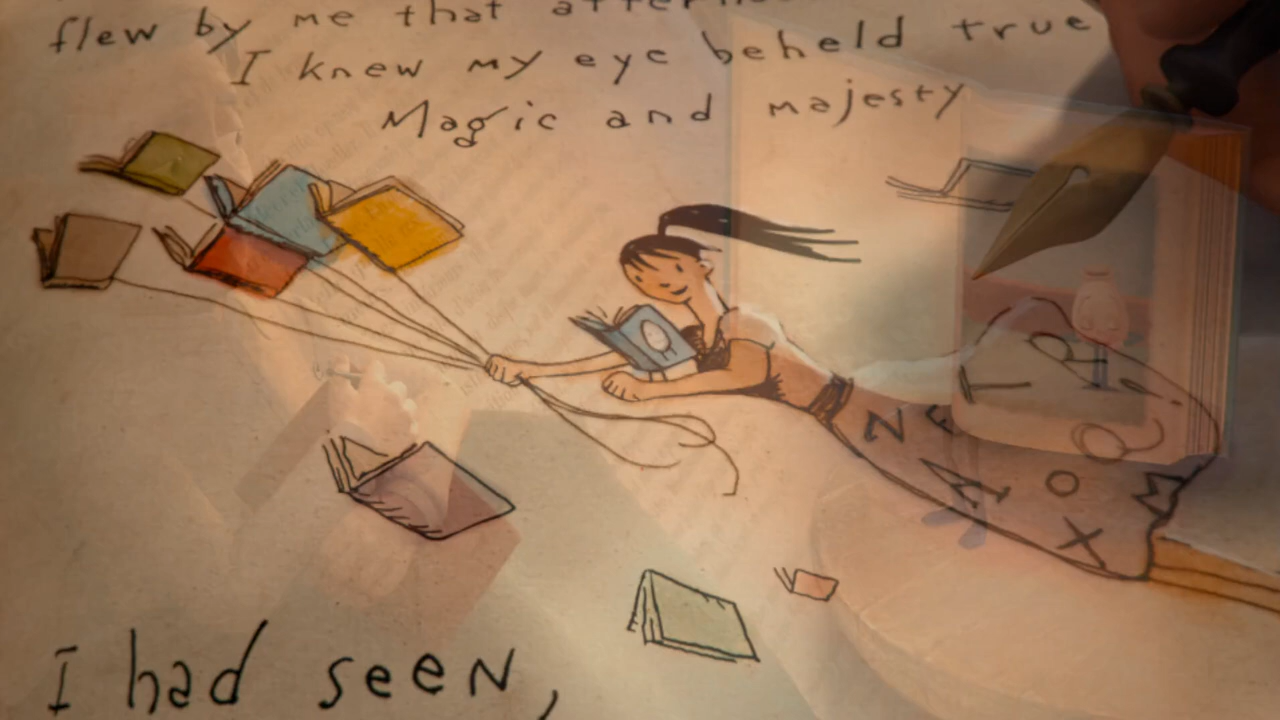 flew by me that
I knew my eye beheld true
Magic and majesty
I had seen,